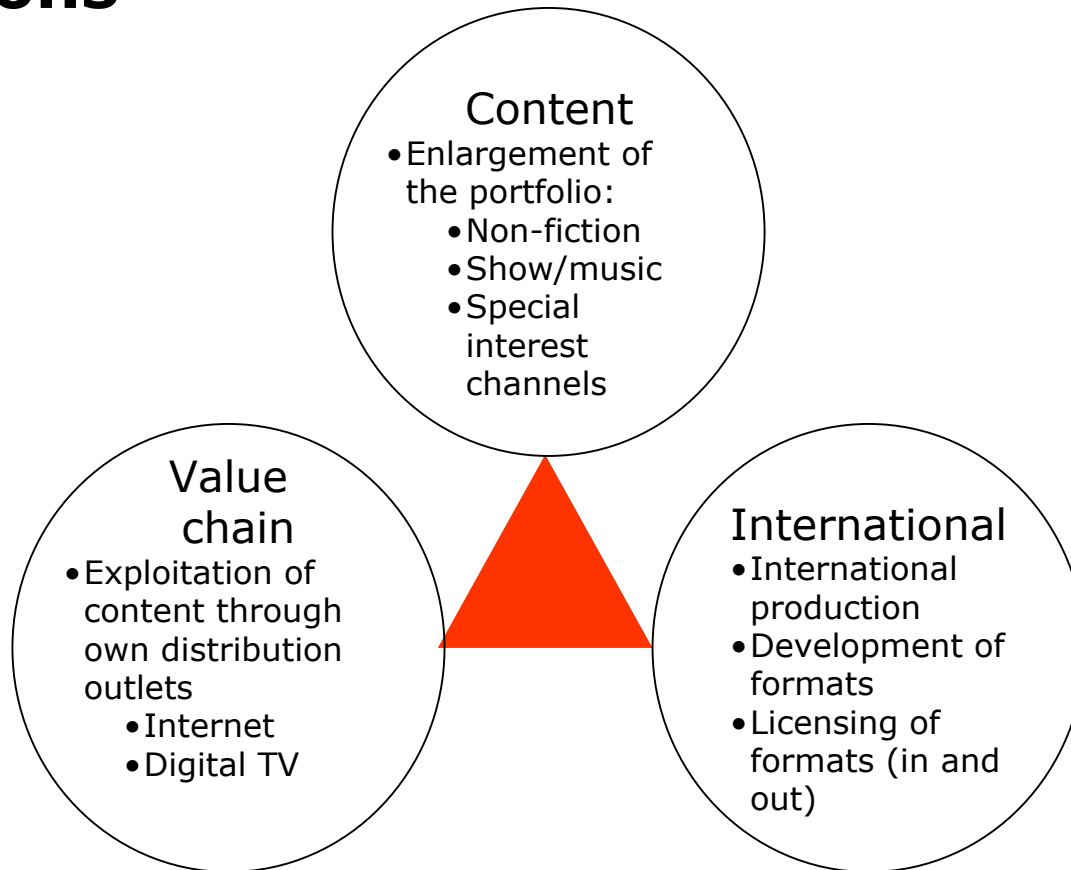 Content
•Enlargement of
the portfolio:
•Non-fiction
•Show/music
•Special
interest
channels
Value
chain
•Exploitation of
content through
own distribution
outlets
•Internet
•Digital TV
International
•International
production
•Development of
formats
•Licensing of
formats (in and
out)